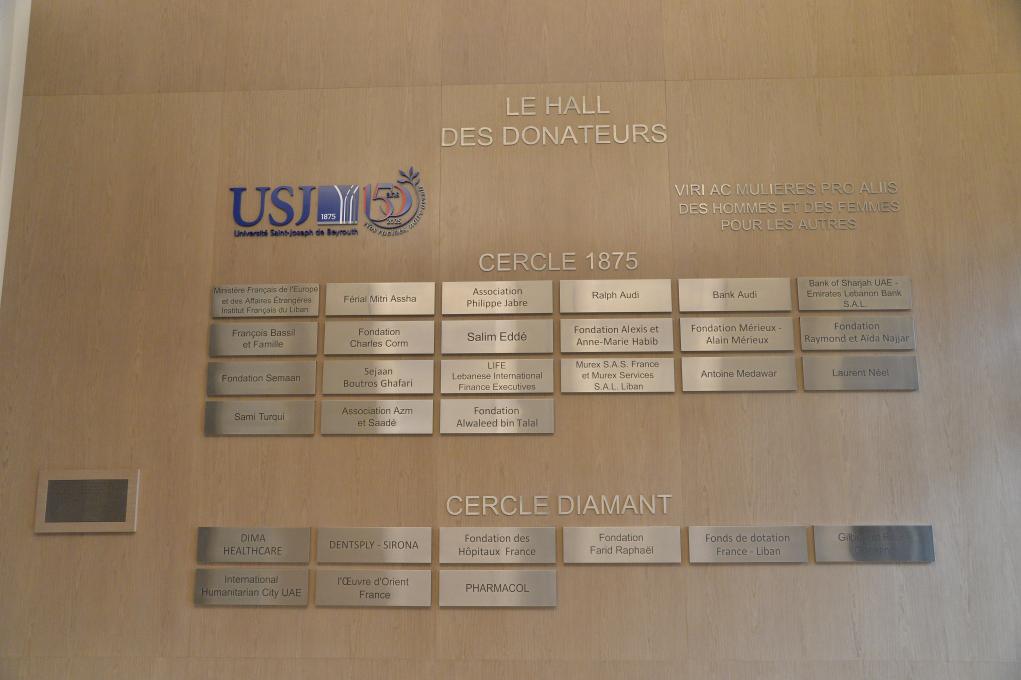 LE HALL
DES DONATEURS
USJ
1875
150
ans
2025
Université Saint-Joseph de Beyrouth
VIRI AC MULIERES PRO ALIIS
DES HOMMES ET DES FEMMES
POUR LES AUTRES
CERCLE 1875
Ministère Français de l'Europe
et des Affaires Étrangères
Institut Français du Liban
Férial Mitri Assha
Association
Philippe Jabre
Ralph Audi
Bank Audi
Bank of Sharjah UAE -
Emirates Lebanon Bank
S.A.L.
François Bassil
et Famille
Fondation
Charles Corm
Salim Eddé
Fondation Alexis et
Anne-Marie Habib
Fondation Mérieux -
Alain Mérieux
Fondation
Raymond et Aïda Najjar
Fondation Semaan
Sejaan
Boutros Ghafari
LIFE
Lebanese International
Finance Executives
Murex S.A.S. France
et Murex Services
S.A.L. Liban
Antoine Medawar
Laurent Néel
Sami Turqui
Association Azm
et Saadé
Fondation
Alwaleed bin Talal
CERCLE DIAMANT
DIMA
HEALTHCARE
DENTSPLY - SIRONA
Fondation des
Hôpitaux France
Fondation
Farid Raphaël
Fonds de dotation
France - Liban
International
Humanitarian City UAE
l'Œuvre d'Orient
France
PHARMACOL